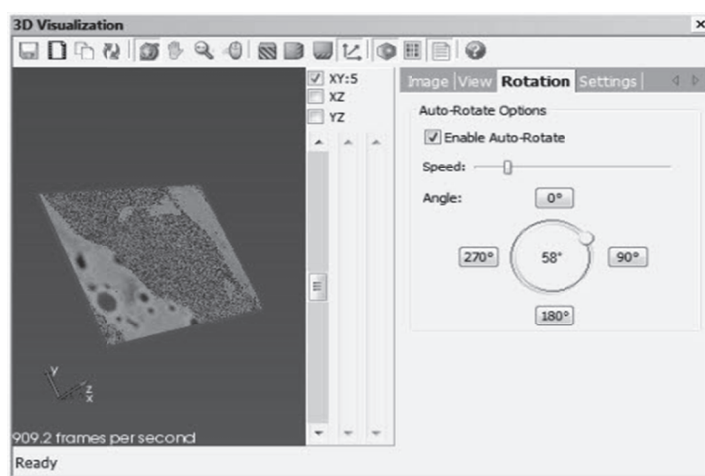 3D Visualization
XY:5
XZ
YZ
Image View Rotation Settings
Auto-Rotate Options
Enable Auto-Rotate
Speed:
Angle:
0°
270°
58°
90°
180°
Y
Z
X
909.2 frames per second
Ready